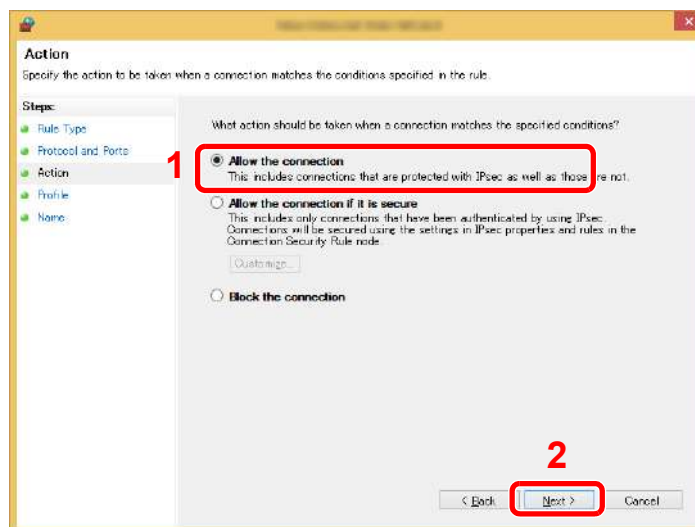 Action
Specify the action to be taken when a connection matches the conditions specified in the rule.
Steps:
Rule Type
Protocol and Ports
Action
Profile
Name
What action should be taken when a connection matches the specified conditions?
1
Allow the connection
This includes connections that are protected with IPsec as well as those are not.
Allow the connection if it is secure
This includes only connections that have been authenticated by using IPsec.
Connections will be secured using the settings in IPsec properties and rules in the
Connection Security Rule node.
Customize...
Block the connection
2
< Back
Next >
Cancel